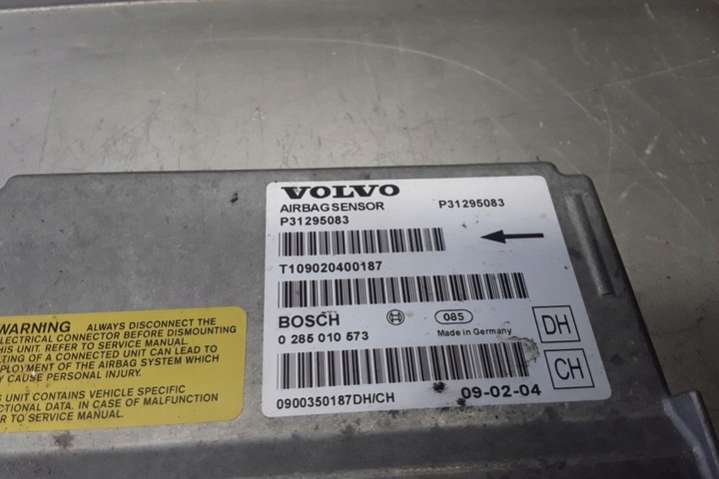 VOLVO
AIRBAG SENSOR P31295083
P31295083
T109020400187
BOSCH 085
0 285 010 573 Made in Germany
DH
CH
0900350187DH/CH 09-02-04
WARNING ALWAYS DISCONNECT THE
ELECTRICAL CONNECTOR BEFORE DISMOUNTING
THIS UNIT. REFER TO SERVICE MANUAL.
OF A CONNECTED UNIT CAN LEAD TO
OF THE AIRBAG SYSTEM WHICH
CAUSE PERSONAL INJURY.
UNIT CONTAINS VEHICLE SPECIFIC
DATA. IN CASE OF MALFUNCTION
TO SERVICE MANUAL.